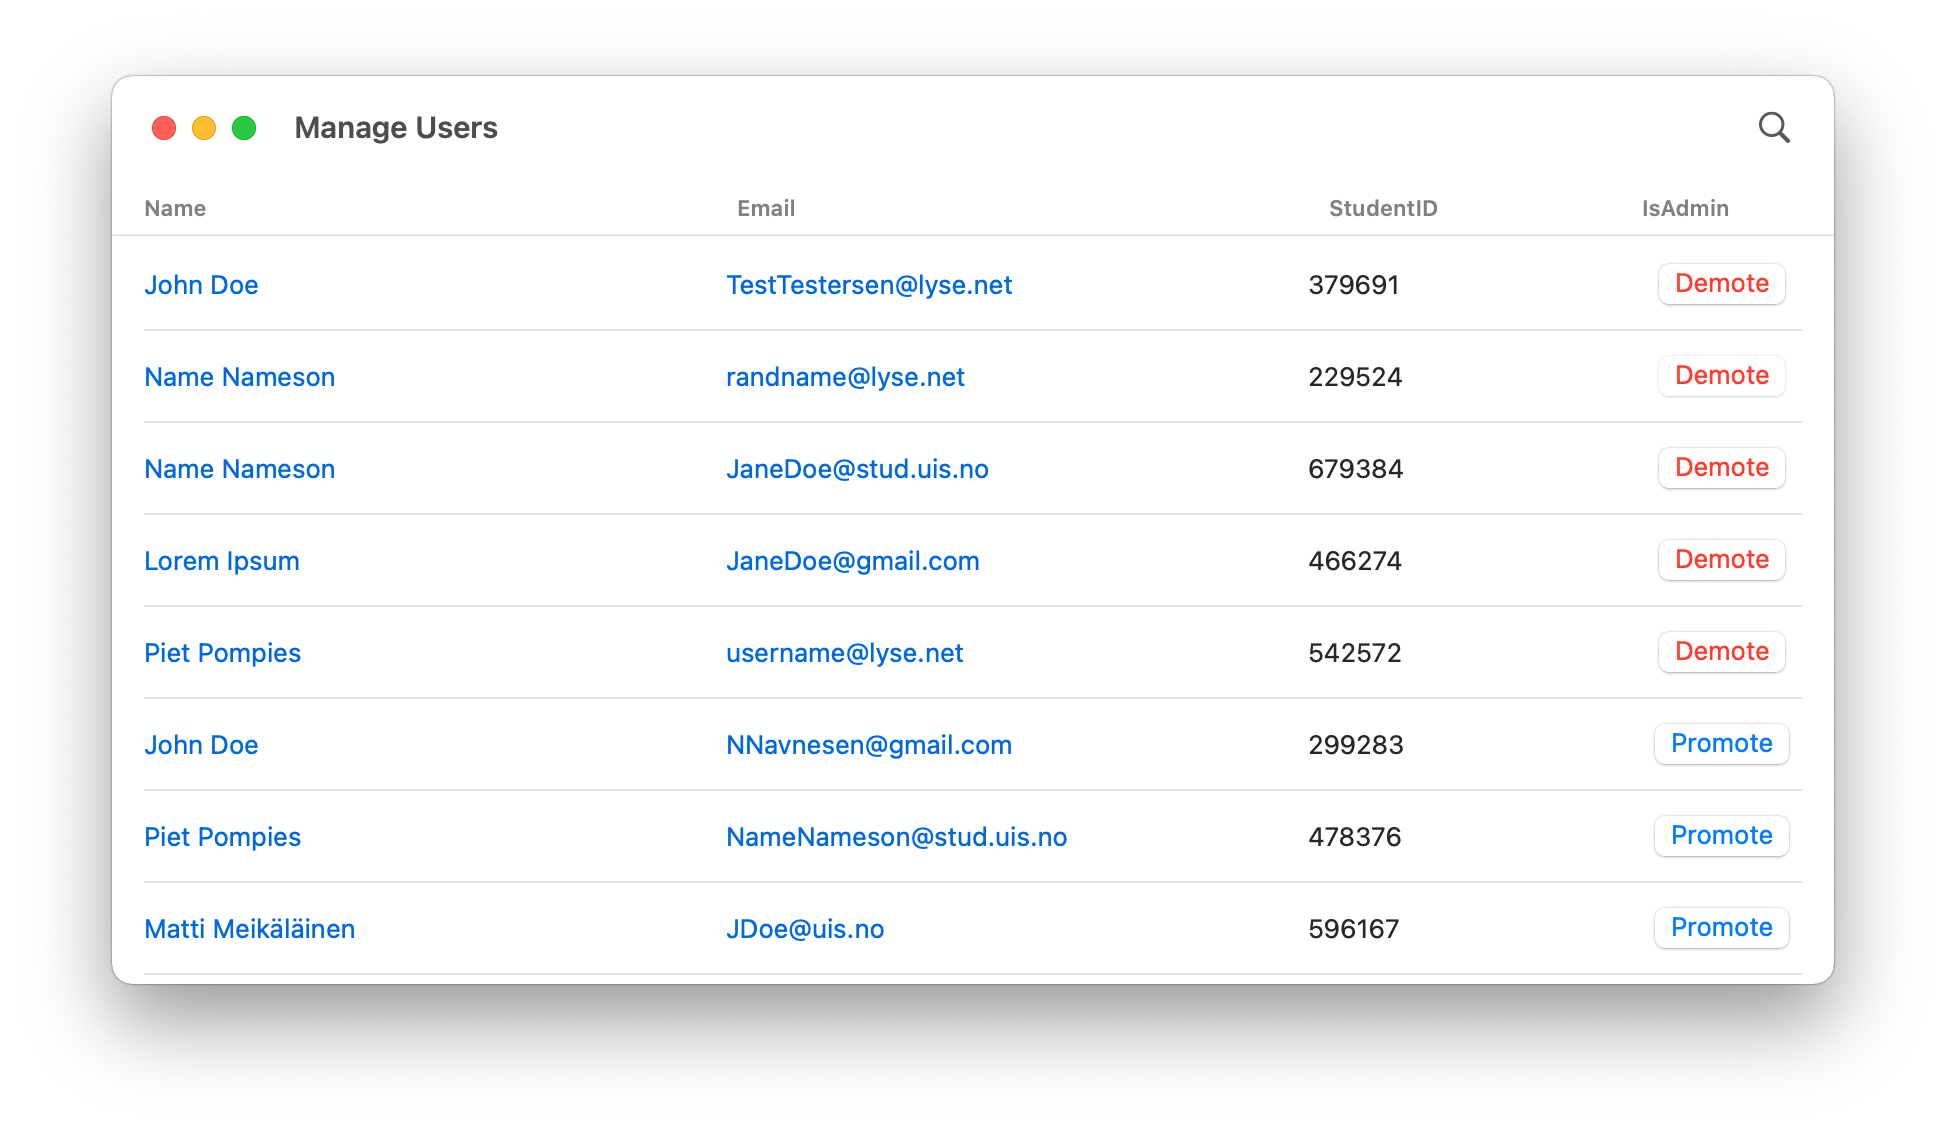 Manage Users
Name Email StudentID IsAdmin
John Doe TestTestersen@lyse.net 379691 Demote
Name Nameson randname@lyse.net 229524 Demote
Name Nameson JaneDoe@stud.uis.no 679384 Demote
Lorem Ipsum JaneDoe@gmail.com 466274 Demote
Piet Pompies username@lyse.net 542572 Demote
John Doe NNavnesen@gmail.com 299283 Promote
Piet Pompies NameNameson@stud.uis.no 478376 Promote
Matti Meikäläinen JDoe@uis.no 596167 Promote